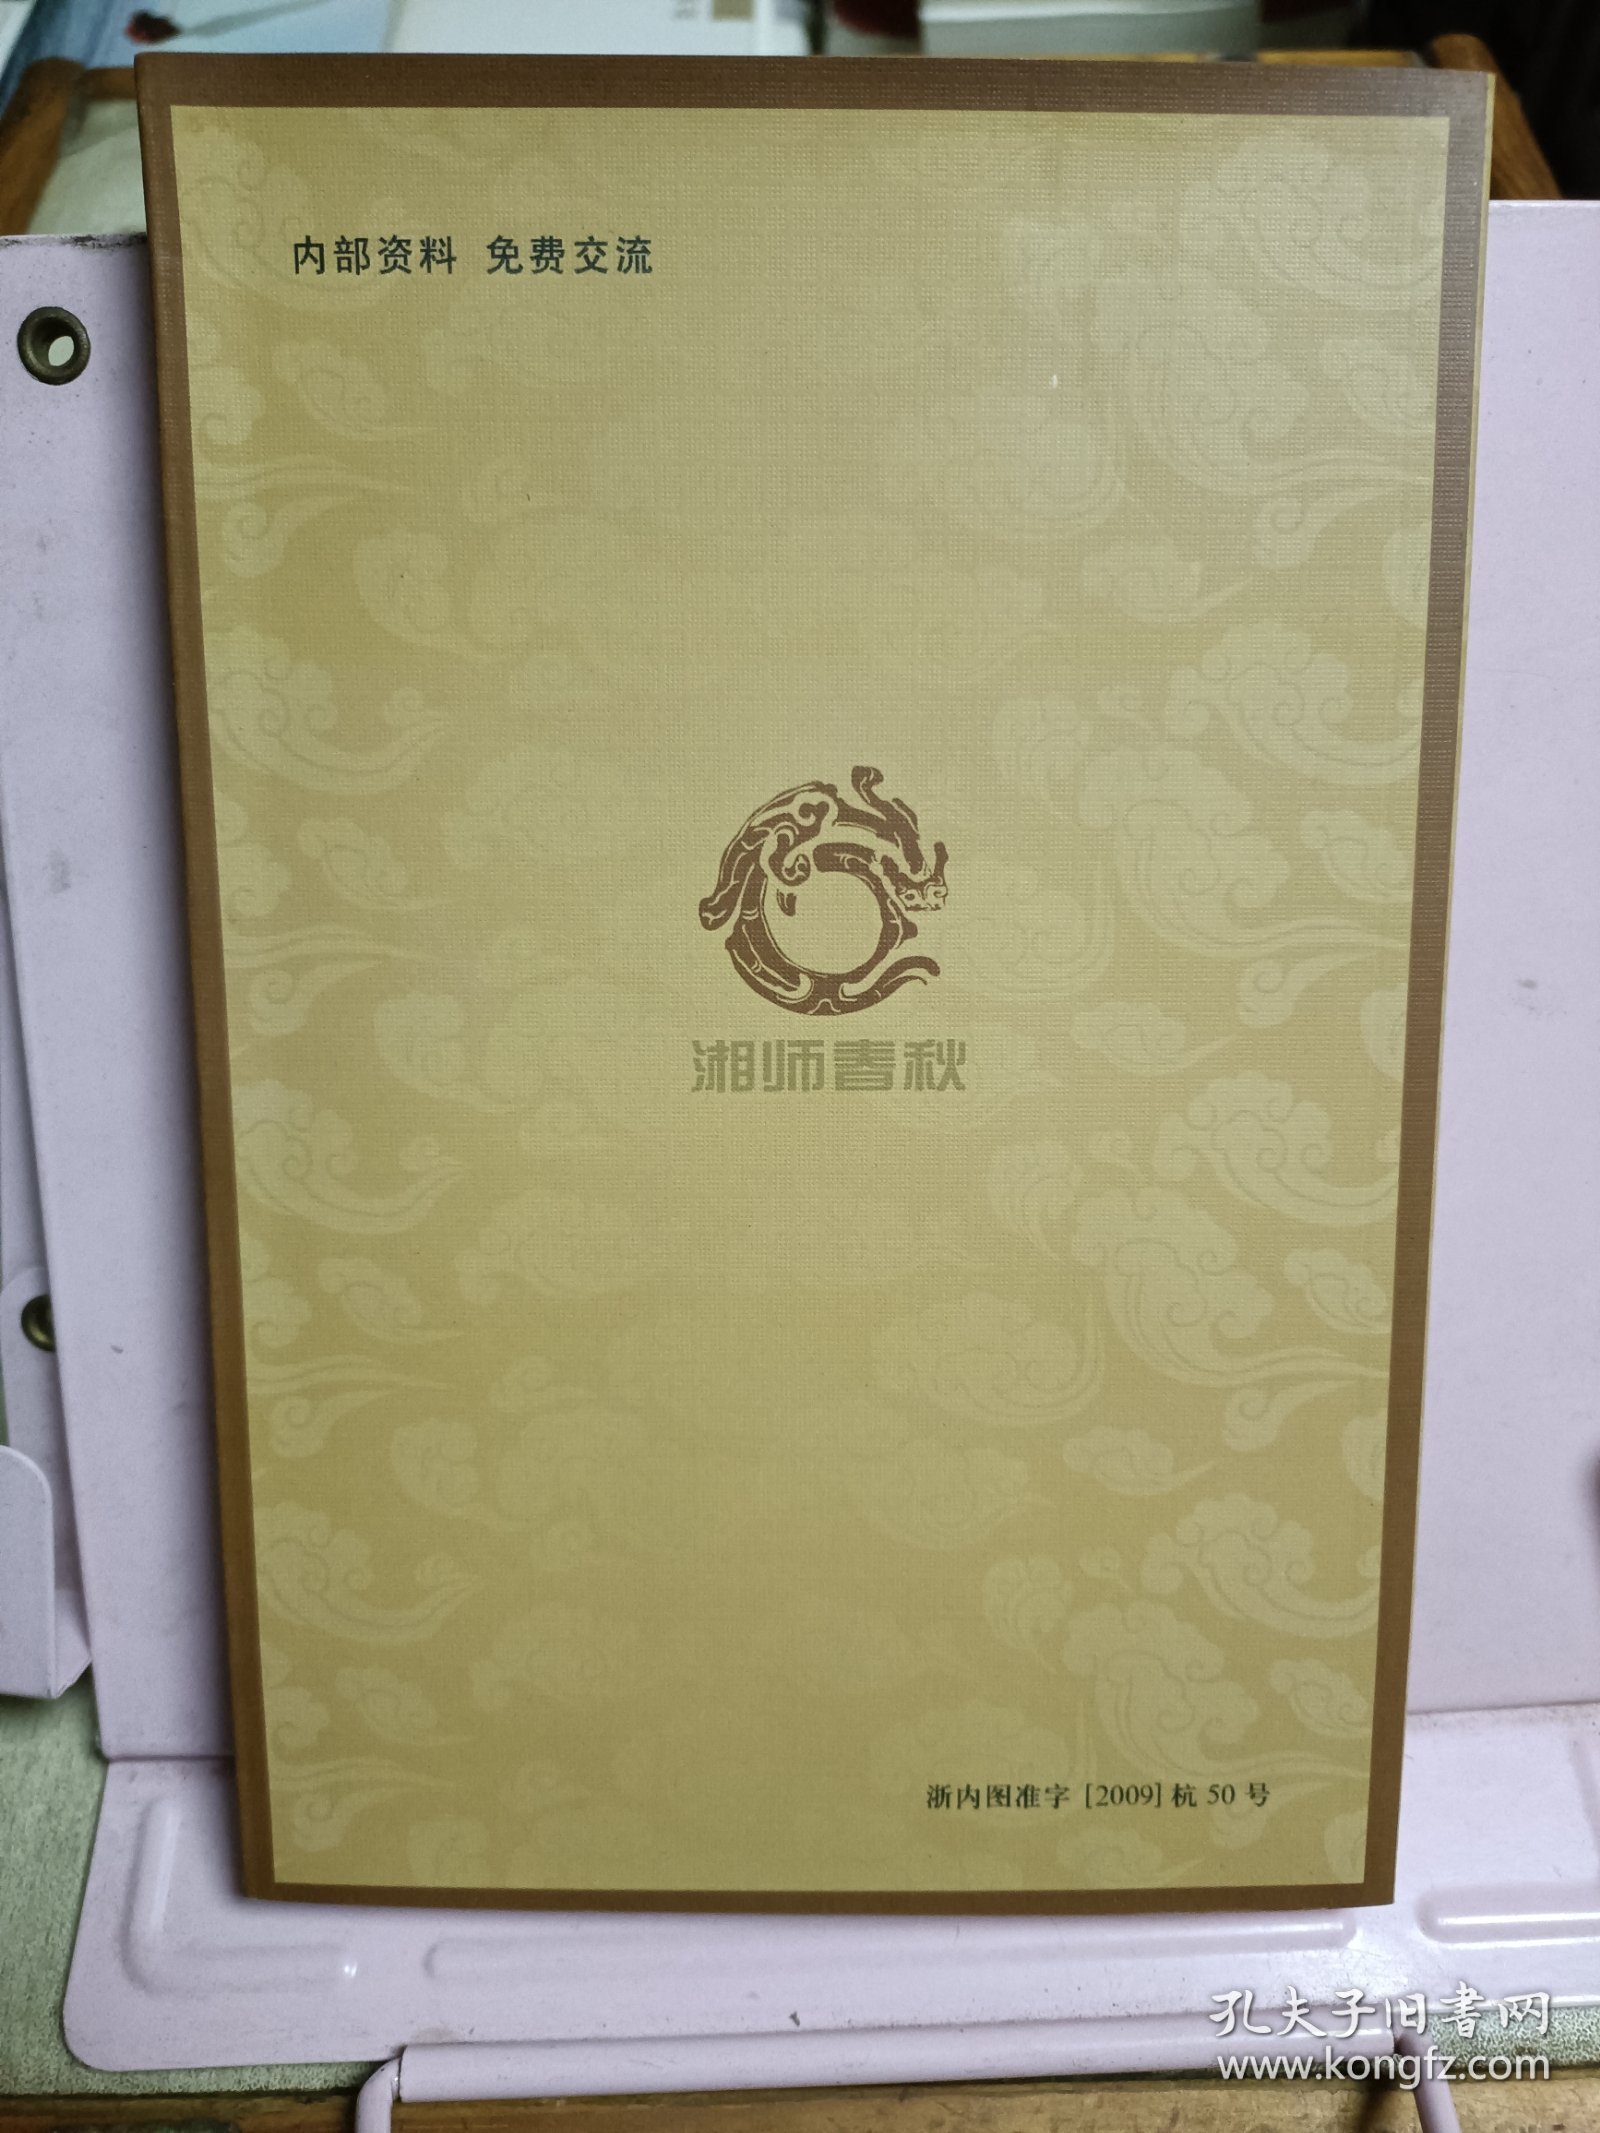 内部资料 免费交流
湘师春秋
浙内图准字 [2009] 杭 50 号
孔夫子旧书网
www.kongfz.com